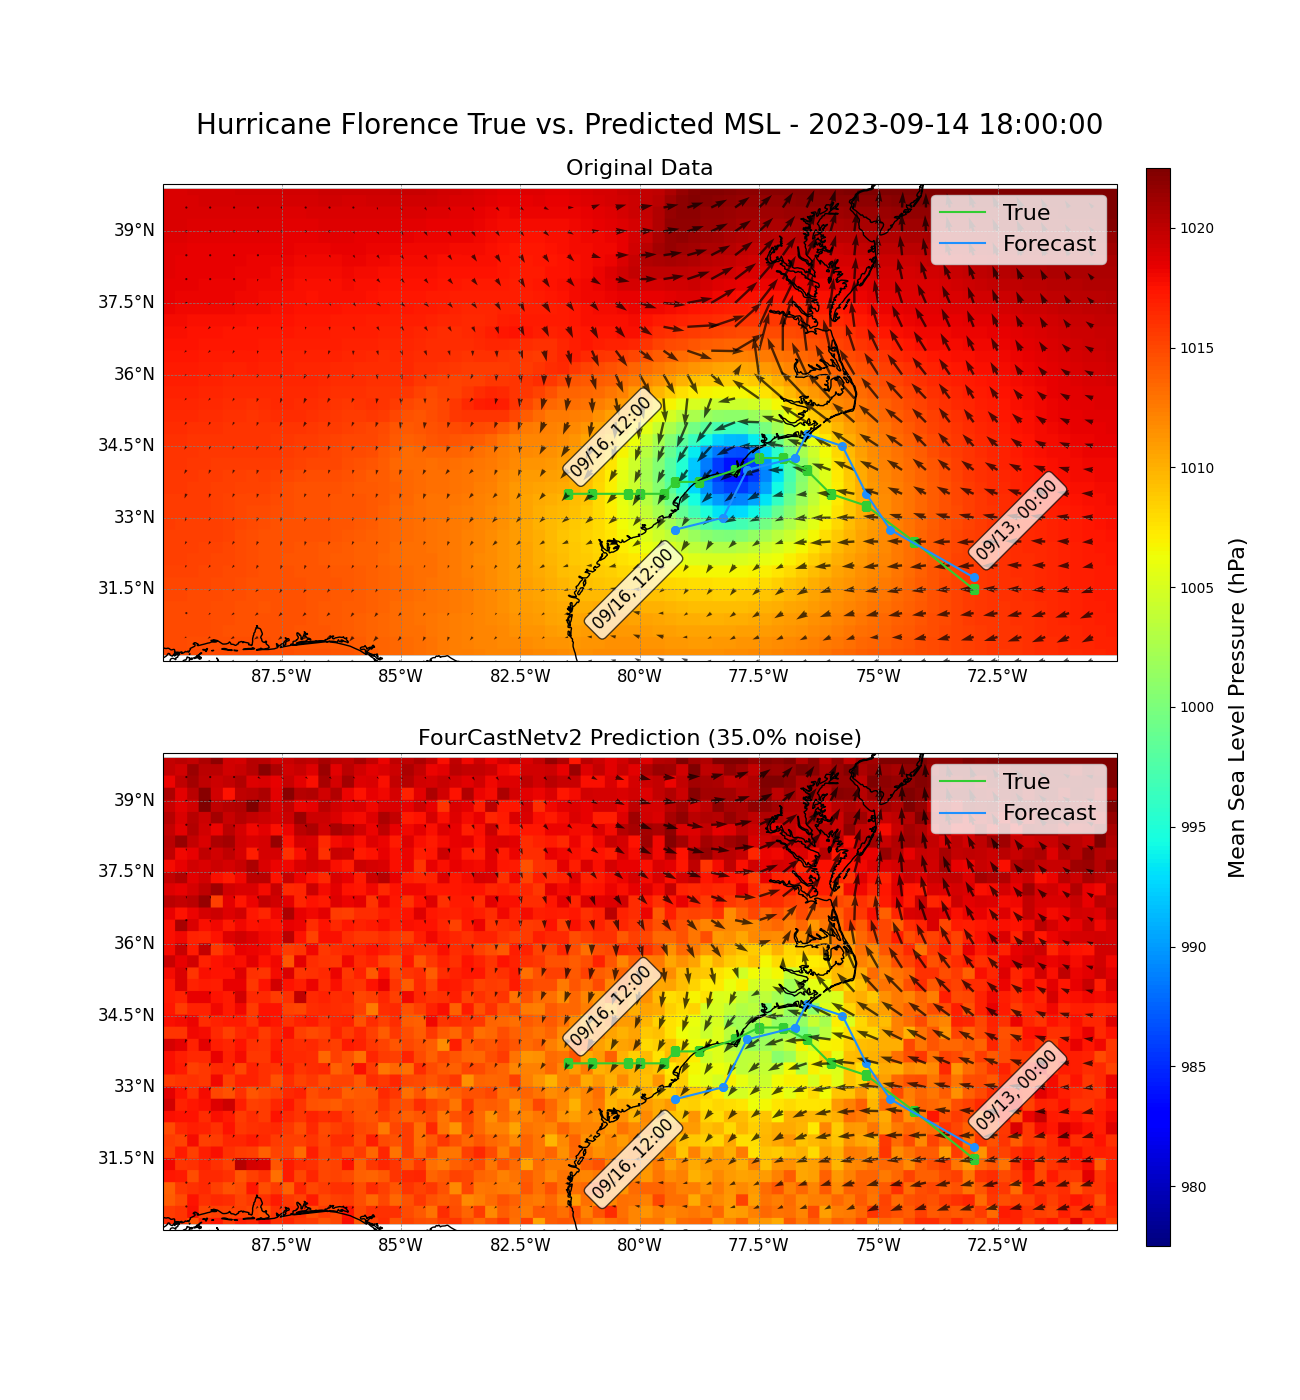 Hurricane Florence True vs. Predicted MSL - 2023-09-14 18:00:00
Original Data
True
Forecast
39°N
37.5°N
36°N
34.5°N
33°N
31.5°N
09/16, 12:00
09/16, 12:00
09/13, 00:00
87.5°W 85°W 82.5°W 80°W 77.5°W 75°W 72.5°W
FourCastNetv2 Prediction (35.0% noise)
True
Forecast
39°N
37.5°N
36°N
34.5°N
33°N
31.5°N
09/16, 12:00
09/16, 12:00
09/13, 00:00
87.5°W 85°W 82.5°W 80°W 77.5°W 75°W 72.5°W
1020
1015
1010
1005
1000
995
990
985
980
Mean Sea Level Pressure (hPa)